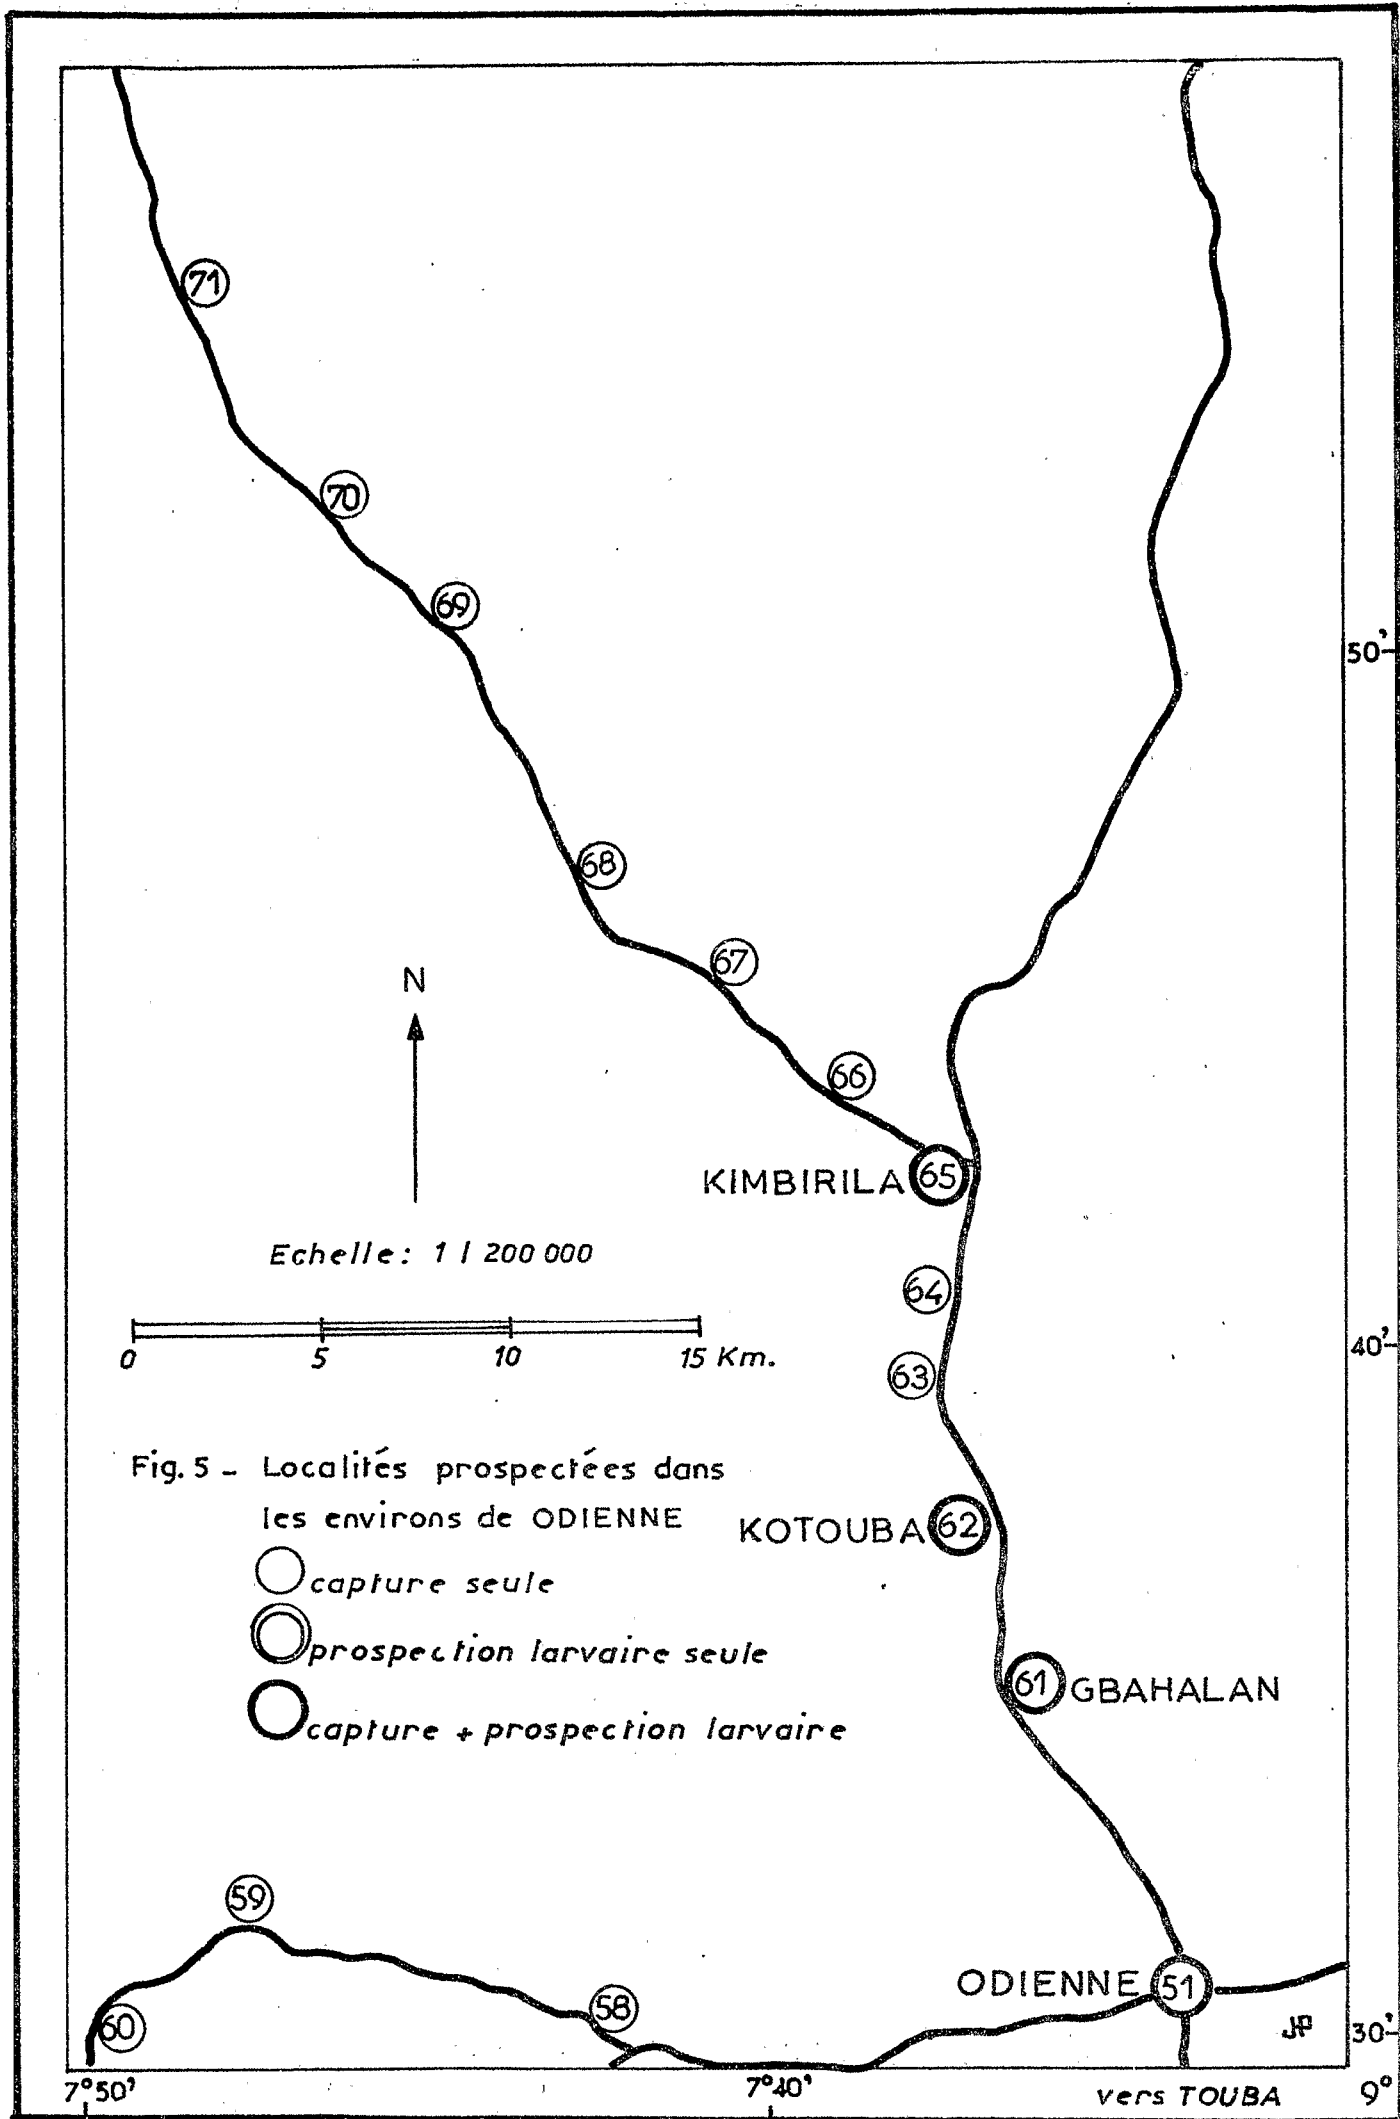 71
70
69
50'
68
67
N
66
KIMBIRILA 65
Echelle: 1 / 200 000
64
0 5 10 15 Km.
40'
63
Fig. 5 - Localités prospectées dans
les environs de ODIENNE
KOTOUBA 62
capture seule
prospection larvaire seule
61 GBAHALAN
capture + prospection larvaire
59
ODIENNE 51
58
60
JP
30'
7°50' 7°40' vers TOUBA 9°